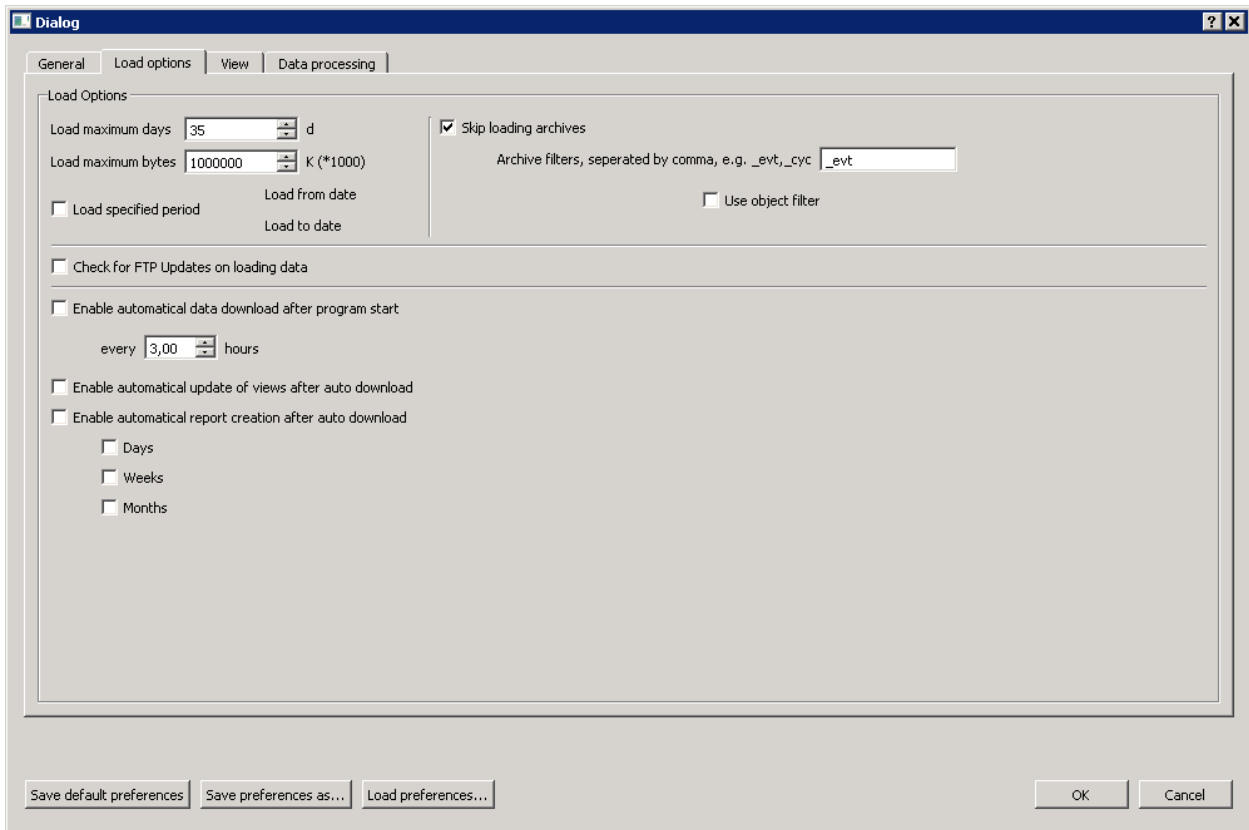 Dialog
General Load options View Data processing
Load Options
Load maximum days 35 d
Load maximum bytes 1000000 K (*1000)
Load specified period
Load from date
Load to date
Skip loading archives
Archive filters, seperated by comma, e.g. _evt,_cyc _evt
Use object filter
Check for FTP Updates on loading data
Enable automatical data download after program start
every 3,00 hours
Enable automatical update of views after auto download
Enable automatical report creation after auto download
Days
Weeks
Months
Save default preferences Save preferences as... Load preferences... OK Cancel